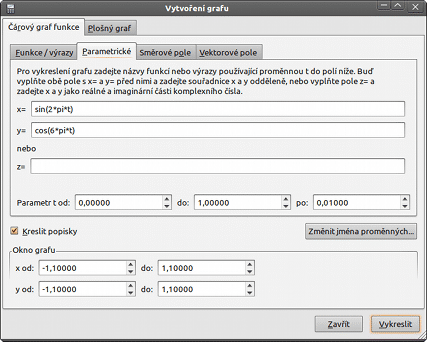 Vytvoření grafu
Čárový graf funkce Plošný graf
Funkce / výrazy Parametrické Směrové pole Vektorové pole
Pro vykreslení grafu zadejte názvy funkcí nebo výrazy používající proměnnou t do polí níže. Buď
vyplňte obě pole s x= a y= před nimi a zadejte souřadnice x a y odděleně, nebo vyplňte pole z= a
zadejte x a y jako reálné a imaginární části komplexního čísla.
x= sin(2*pi*t)
y= cos(6*pi*t)
nebo
z=
Parametr t od: 0,00000 do: 1,00000 po: 0,01000
Kreslit popisky Změnit jména proměnných...
Okno grafu
x od: -1,10000 do: 1,10000
y od: -1,10000 do: 1,10000
Zavřít Vykreslit